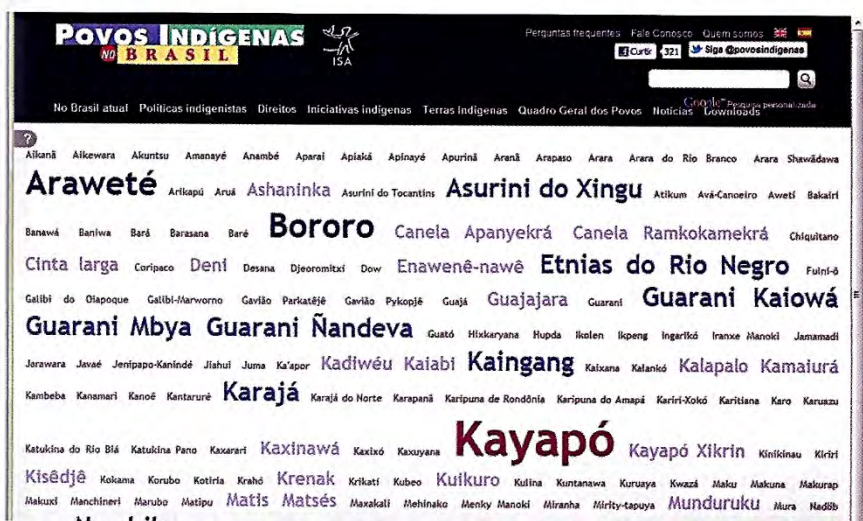 POVOS INDÍGENAS
NO BRASIL
ISA
Perguntas frequentes Fale Conosco Quem somos
Curtir 321 Siga @povosindigenas
Google™ Pesquisa personalizada
No Brasil atual Políticas indigenistas Direitos Iniciativas indígenas Terras Indígenas Quadro Geral dos Povos Notícias Downloads
?
Aikanã Aikewara Akuntsu Amanayé Anambé Aparai Apiaká Apinayé Apurinã Aranã Arapaso Arara Arara do Rio Branco Arara Shawãdawa
Araweté Arikapú Aruá Ashaninka Asurini do Tocantins Asurini do Xingu Atikum Avá-Canoeiro Aweti Bakairi
Banawá Baniwa Bará Barasana Baré Bororo Canela Apanyekrá Canela Ramkokamekrá Chiquitano
Cinta larga Coripaco Deni Desana Djeoromitxí Dow Enawenê-nawê Etnias do Rio Negro Fulni-ô
Galibi do Oiapoque Galibi-Marworno Gavião Parkatêjê Gavião Pykopjê Guajá Guajajara Guarani Guarani Kaiowá
Guarani Mbya Guarani Ñandeva Guató Hixkaryana Hupda Ikolen Ikpeng Ingarikó Iranxe Manoki Jamamadi
Jarawara Javaé Jenipapo-Kanindé Jiahui Juma Ka'apor Kadiwéu Kaiabi Kaingang Kaixana Kalankó Kalapalo Kamaiurá
Kambeba Kanamari Kanoê Kantaruré Karajá Karajá do Norte Karapanã Karipuna de Rondônia Karipuna do Amapá Kariri-Xokó Karitiana Karo Karuazu
Katukina do Rio Biá Katukina Pano Kaxarari Kaxinawá Kaxixó Kaxuyana Kayapó Kayapó Xikrin Kinikinau Kiriri
Kisêdjê Kokama Korubo Kotiria Krahô Krenak Krikatí Kubeo Kuikuro Kulina Kuntanawa Kuruaya Kwazá Maku Makuna Makurap
Makuxi Manchineri Marubo Matipu Matis Matsés Maxakali Mehinako Menky Manoki Miranha Mirity-tapuya Munduruku Mura Nadöb